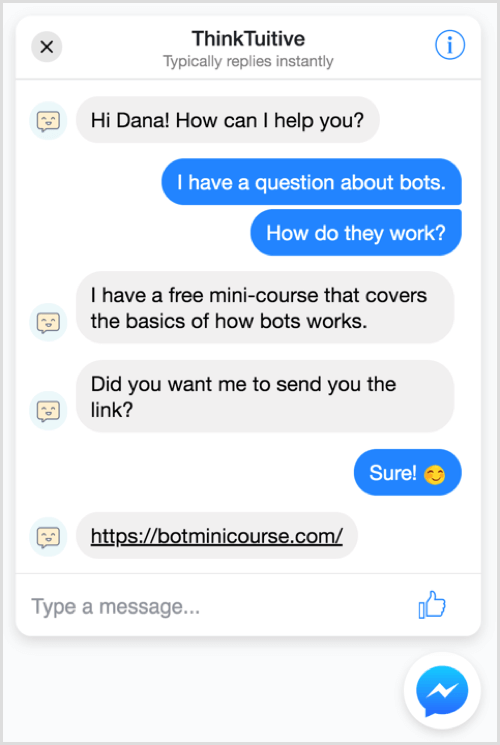 ThinkTuitive
Typically replies instantly
Hi Dana! How can I help you?
I have a question about bots.
How do they work?
I have a free mini-course that covers
the basics of how bots works.
Did you want me to send you the
link?
Sure! 😊
https://botminicourse.com/
Type a message...